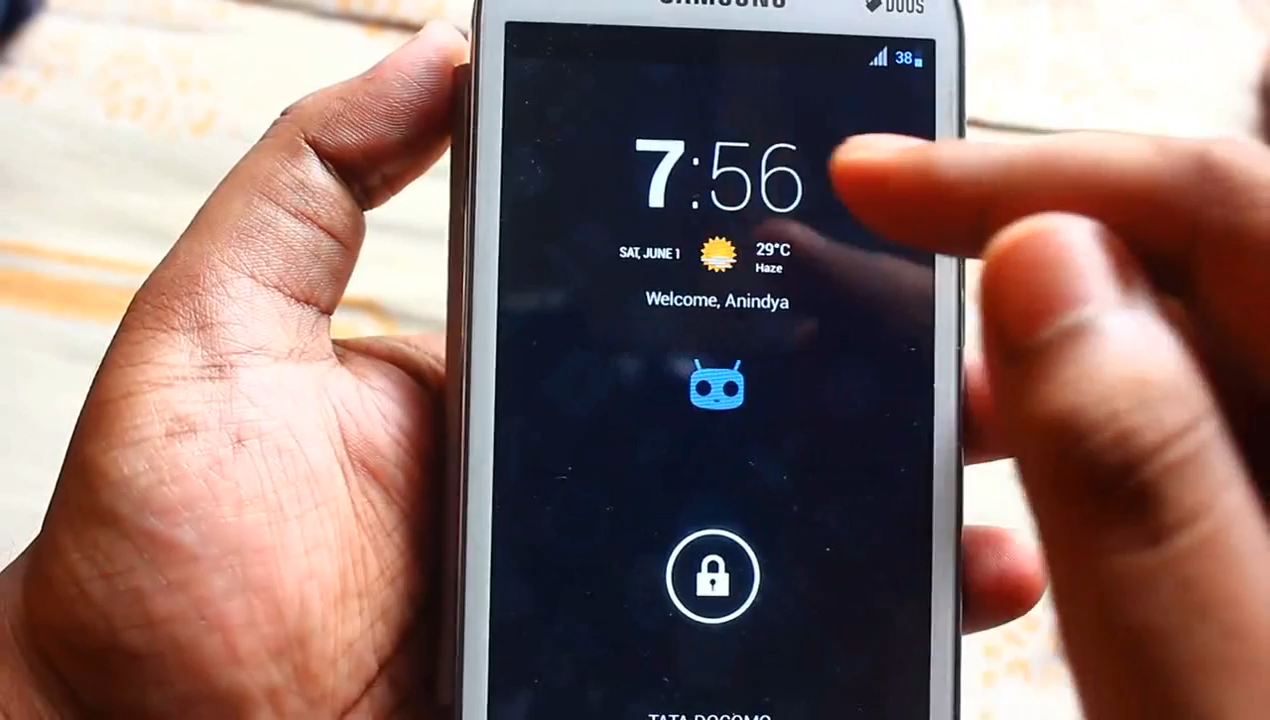 SAMSUNG
DUOS
38
7:56
SAT, JUNE 1
29°C
Haze
Welcome, Anindya
TATA DOCOMO